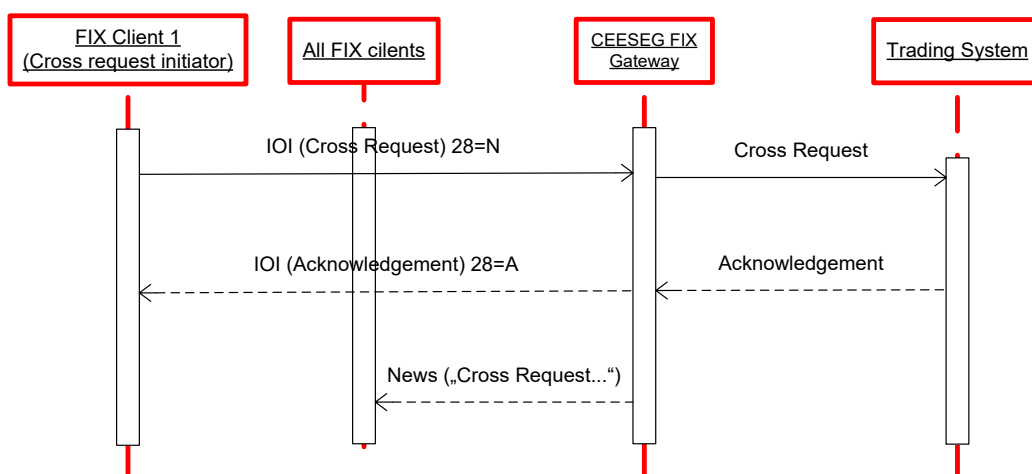 FIX Client 1
(Cross request initiator)
All FIX cilents
CEESEG FIX
Gateway
Trading System
IOI (Cross Request) 28=N
Cross Request
IOI (Acknowledgement) 28=A
Acknowledgement
News („Cross Request...“)